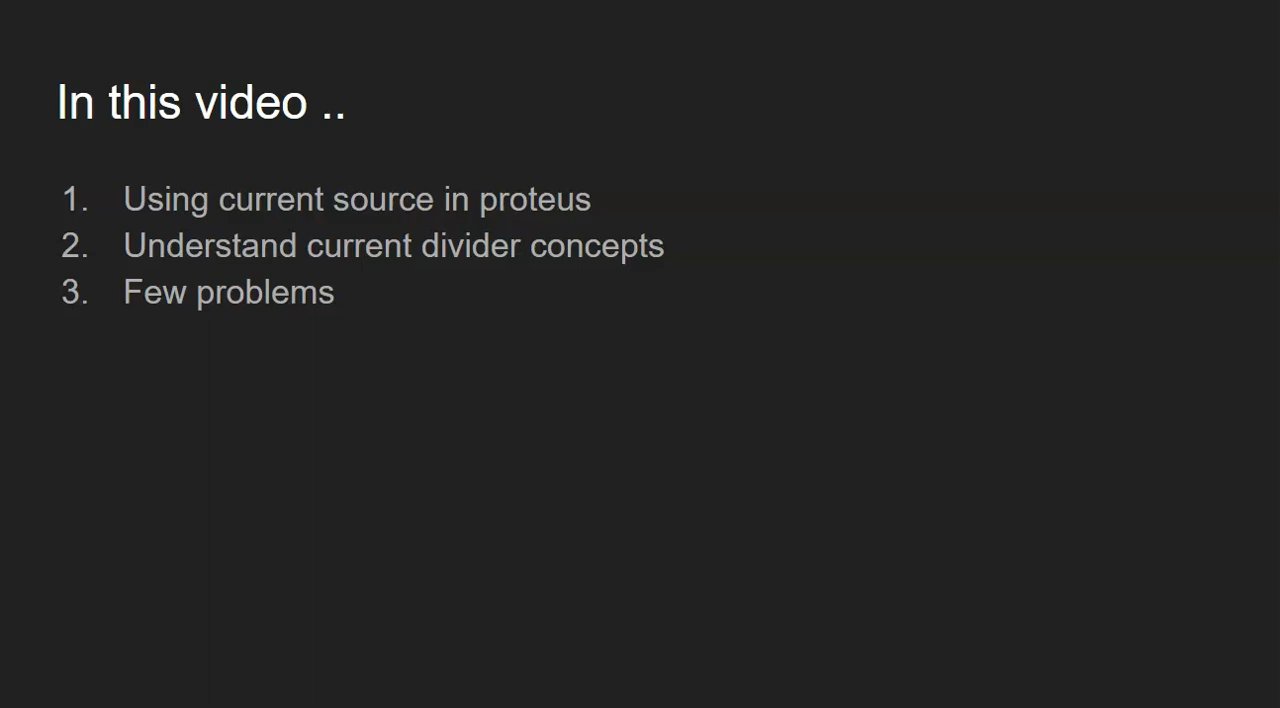 In this video ..
1. Using current source in proteus
2. Understand current divider concepts
3. Few problems